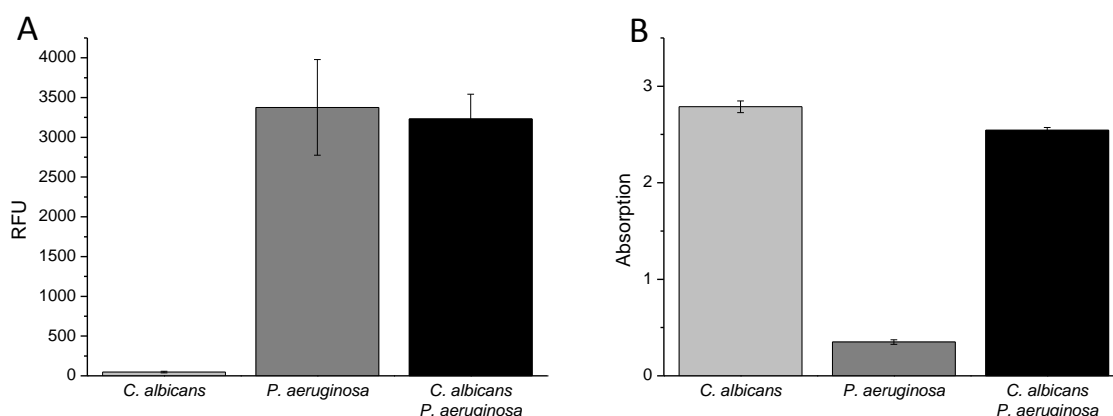 A
RFU
4000
3500
3000
2500
2000
1500
1000
500
0
C. albicans
P. aeruginosa
C. albicans
P. aeruginosa
B
Absorption
3
2
1
0
C. albicans
P. aeruginosa
C. albicans
P. aeruginosa